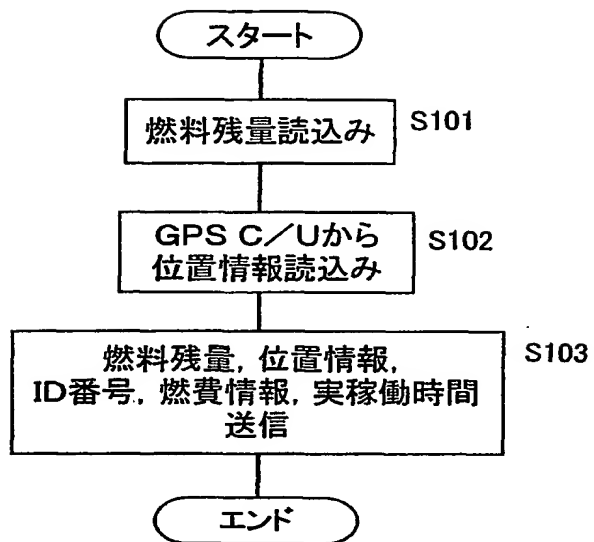 スタート
燃料残量読込み
S101
GPS C/Uから
位置情報読込み
S102
燃料残量,位置情報,
ID番号,燃費情報,実稼働時間
送信
S103
エンド